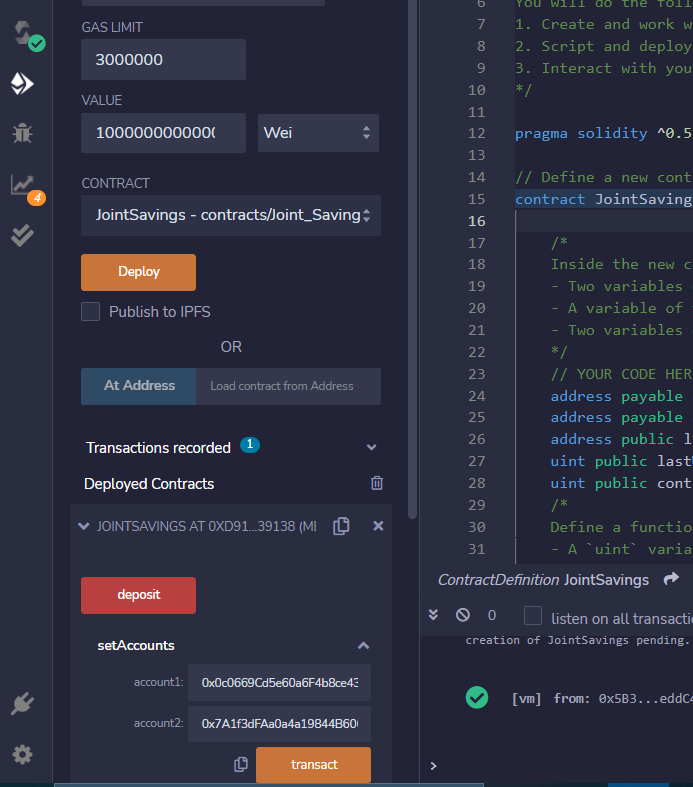 GAS LIMIT
3000000
VALUE
1000000000000
Wei
CONTRACT
JointSavings - contracts/Joint_Saving
Deploy
Publish to IPFS
OR
At Address
Load contract from Address
Transactions recorded
1
Deployed Contracts
JOINTSAVINGS AT 0XD91...39138 (ME
deposit
setAccounts
account1:
0x0c0669Cd5e60a6F4b8ce43
account2:
0x7A1f3dFAa0a4a19844B60
transact
4
6 You will do the foll
7 1. Create and work w
8 2. Script and deploy
9 3. Interact with you
10 */
11
12 pragma solidity ^0.5
13
14 // Define a new cont
15 contract JointSaving
16
17 /*
18 Inside the new c
19 - Two variables
20 - A variable of
21 - Two variables
22 */
23 // YOUR CODE HER
24 address payable
25 address payable
26 address public l
27 uint public last
28 uint public cont
29 /*
30 Define a functio
31 - A `uint` varia
ContractDefinition JointSavings
0
listen on all transactio
creation of JointSavings pending.
[vm] from: 0x5B3...eddC4
>